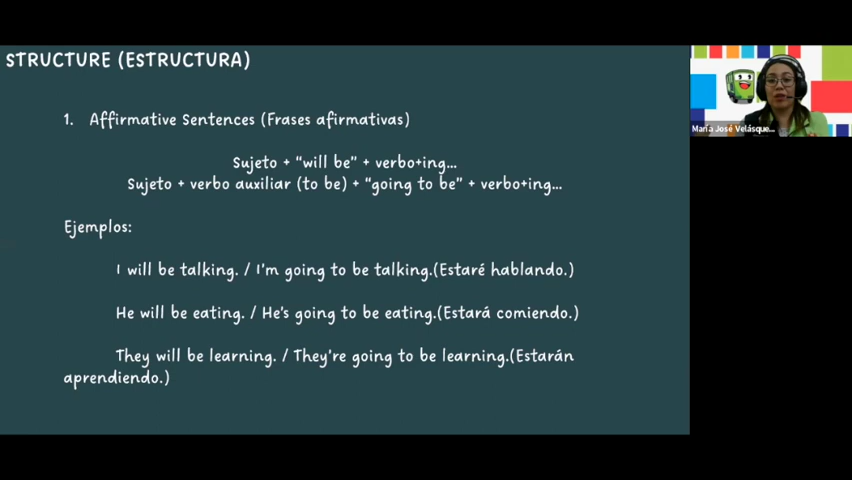 STRUCTURE (ESTRUCTURA)
1. Affirmative Sentences (Frases afirmativas)
Sujeto + “will be” + verbo+ing...
Sujeto + verbo auxiliar (to be) + “going to be” + verbo+ing...
Ejemplos:
I will be talking. / I'm going to be talking.(Estaré hablando.)
He will be eating. / He's going to be eating.(Estará comiendo.)
They will be learning. / They're going to be learning.(Estarán
aprendiendo.)
María José Velásque...